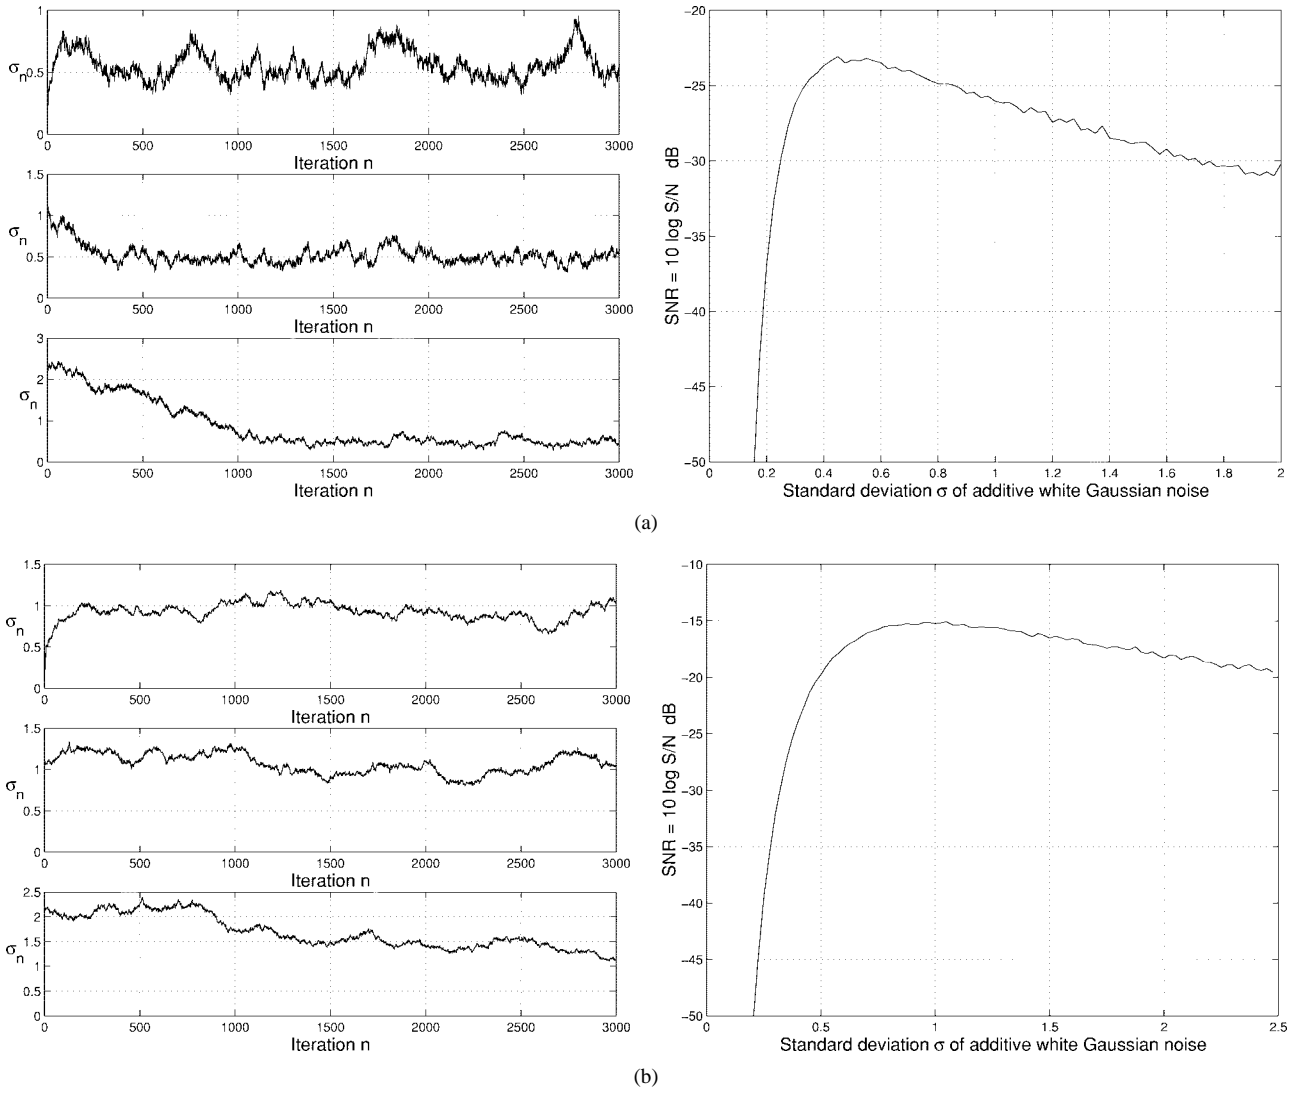 1
σn 0.5
0
0 500 1000 1500 2000 2500 3000
Iteration n
1.5
1
σn
0.5
0
0 500 1000 1500 2000 2500 3000
Iteration n
3
2
σn
1
0
0 500 1000 1500 2000 2500 3000
Iteration n
−20
−25
−30
−35
−40
−45
−50
SNR = 10 log S/N dB
0 0.2 0.4 0.6 0.8 1 1.2 1.4 1.6 1.8 2
Standard deviation σ of additive white Gaussian noise
(a)
1.5
1
σn
0.5
0
0 500 1000 1500 2000 2500 3000
Iteration n
1.5
1
σn
0.5
0
0 500 1000 1500 2000 2500 3000
Iteration n
2.5
2
1.5
σn
1
0.5
0
0 500 1000 1500 2000 2500 3000
Iteration n
−10
−15
−20
−25
−30
−35
−40
−45
−50
SNR = 10 log S/N dB
0 0.5 1 1.5 2 2.5
Standard deviation σ of additive white Gaussian noise
(b)